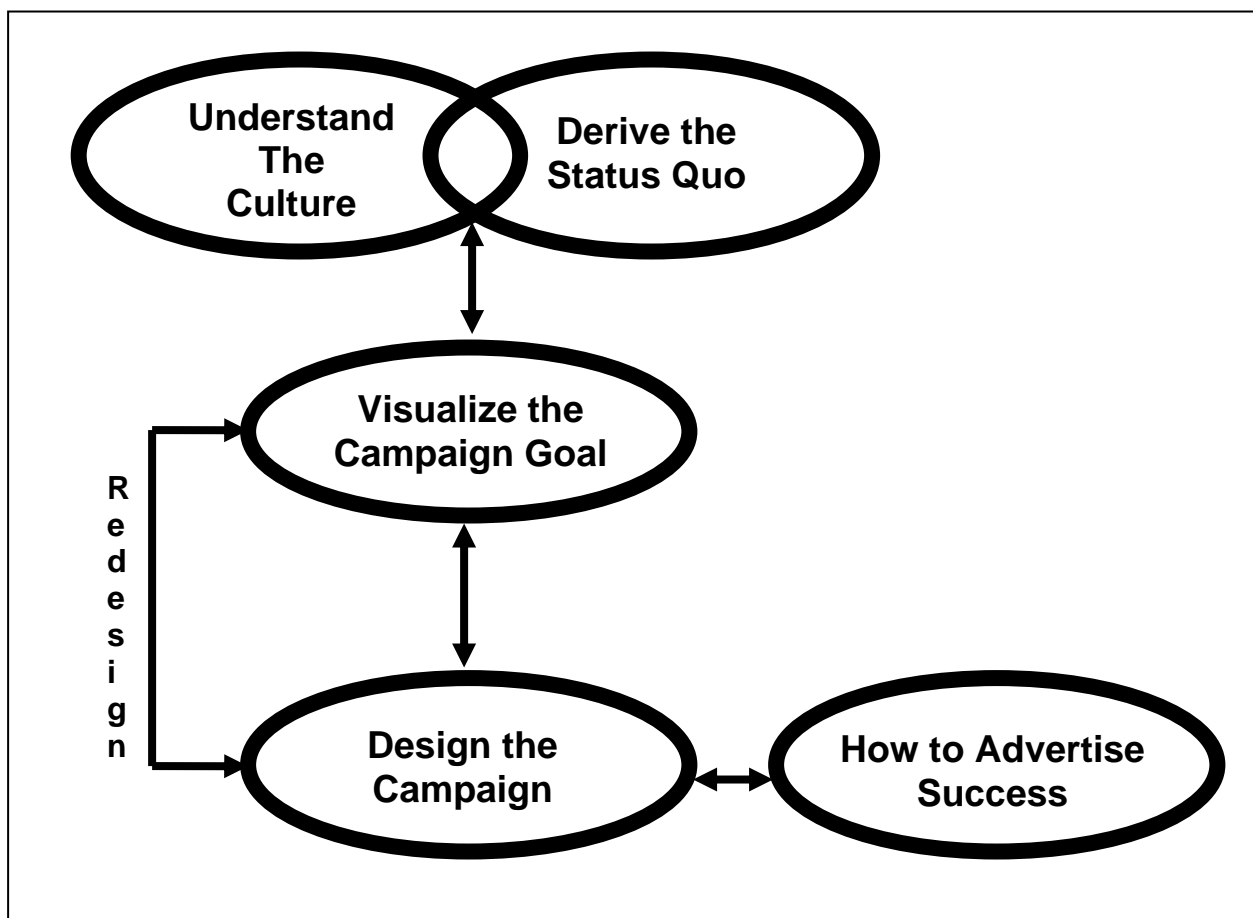 Understand
The
Culture
Derive the
Status Quo
Visualize the
Campaign Goal
R
e
d
e
s
i
g
n
Design the
Campaign
How to Advertise
Success